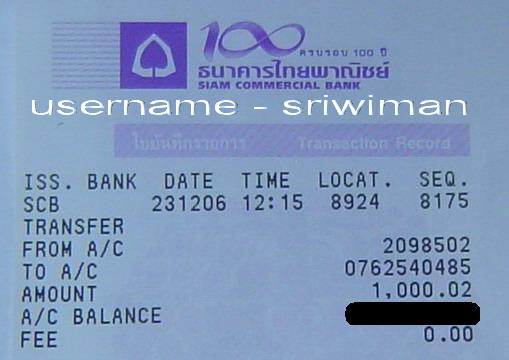 100
ครบรอบ 100 ปี
ธนาคารไทยพาณิชย์
SIAM COMMERCIAL BANK
username - sriwiman
ใบบันทึกรายการ Transaction Record
ISS. BANK DATE TIME LOCAT. SEQ.
SCB 231206 12:15 8924 8175
TRANSFER
FROM A/C 2098502
TO A/C 0762540485
AMOUNT 1,000.02
A/C BALANCE
FEE 0.00